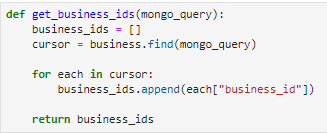 def get_business_ids(mongo_query):
    business_ids = []
    cursor = business.find(mongo_query)

    for each in cursor:
        business_ids.append(each["business_id"])

    return business_ids